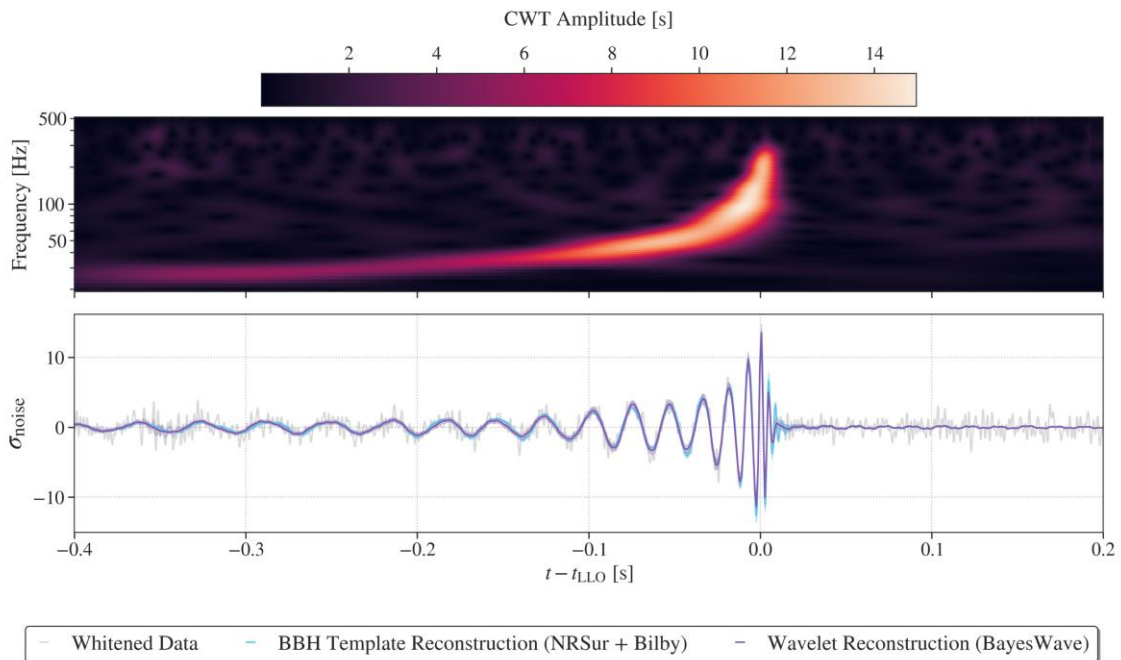 CWT Amplitude [s]
2 4 6 8 10 12 14
500
100
50
Frequency [Hz]
10
0
−10
σnoise
−0.4 −0.3 −0.2 −0.1 0.0 0.1 0.2
t − tLLO [s]
Whitened Data BBH Template Reconstruction (NRSur + Bilby) Wavelet Reconstruction (BayesWave)